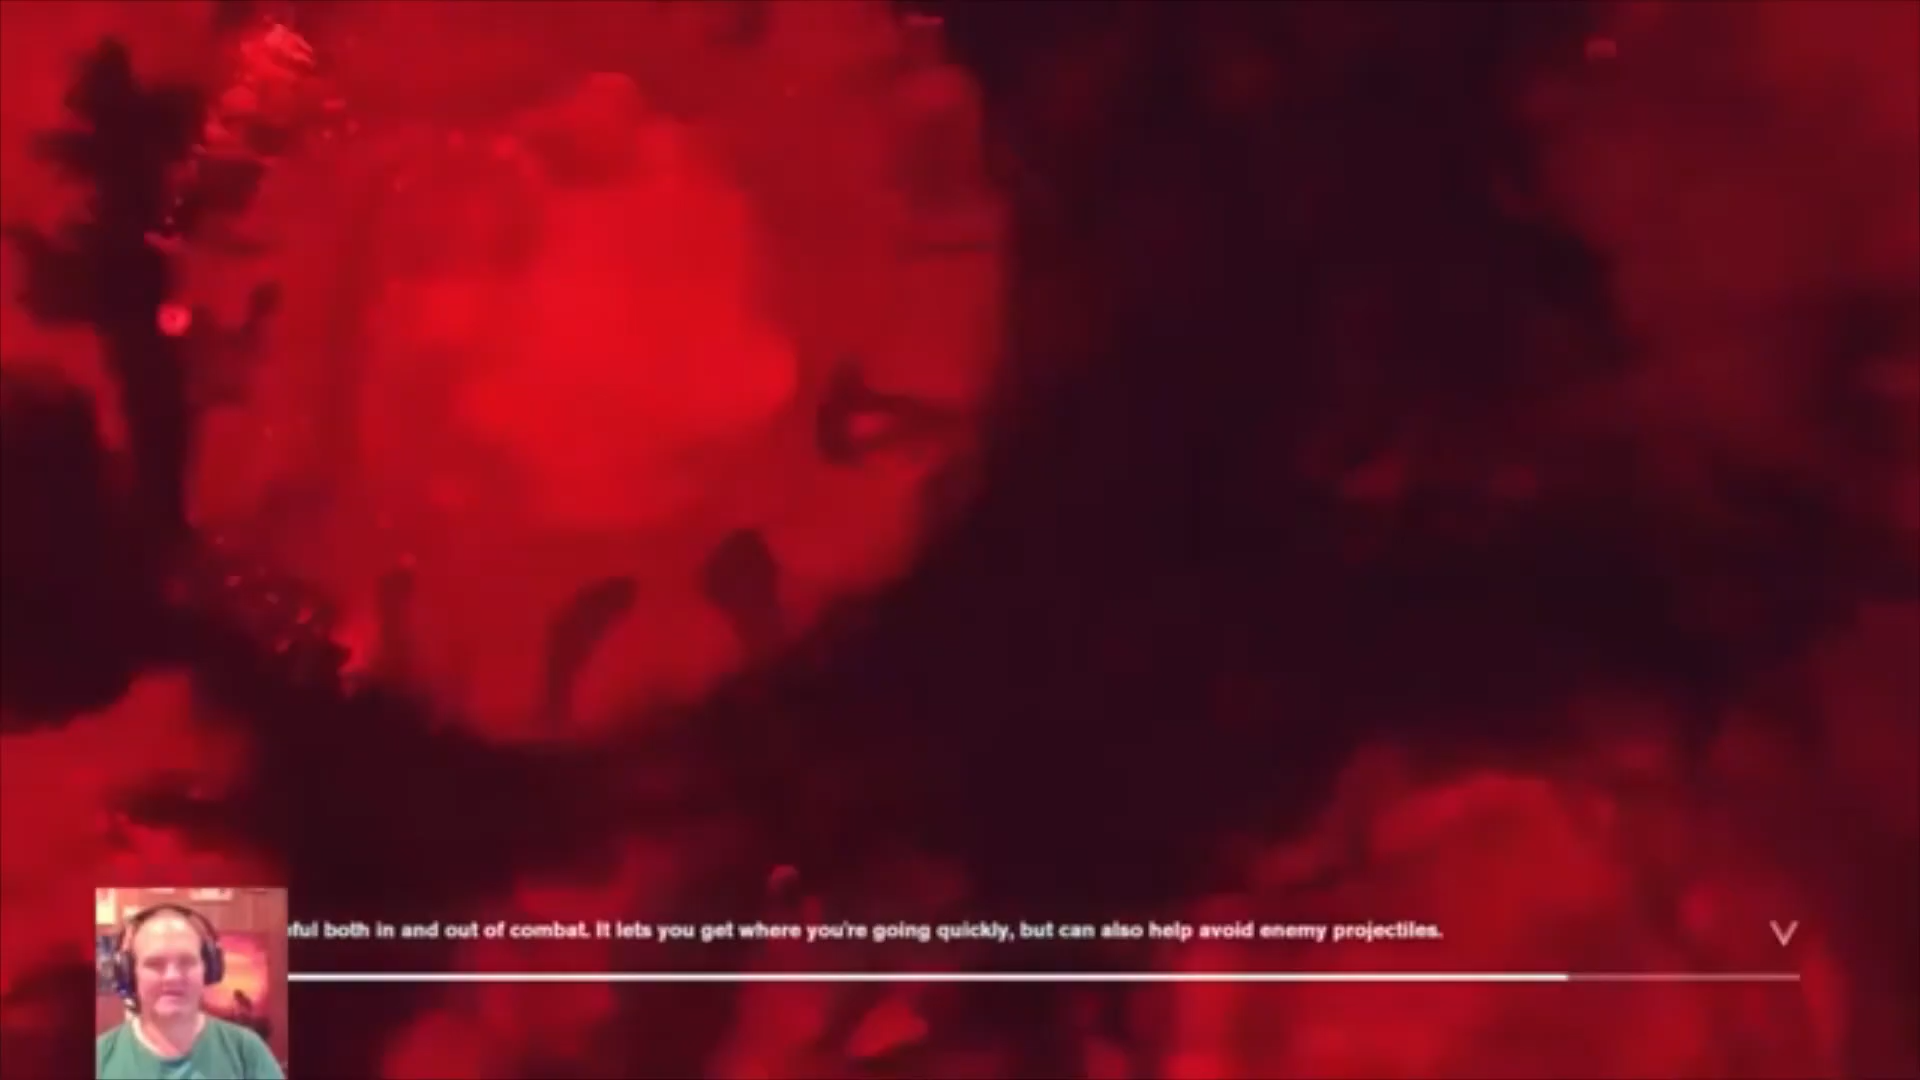 ful both in and out of combat. It lets you get where you're going quickly, but can also help avoid enemy projectiles.